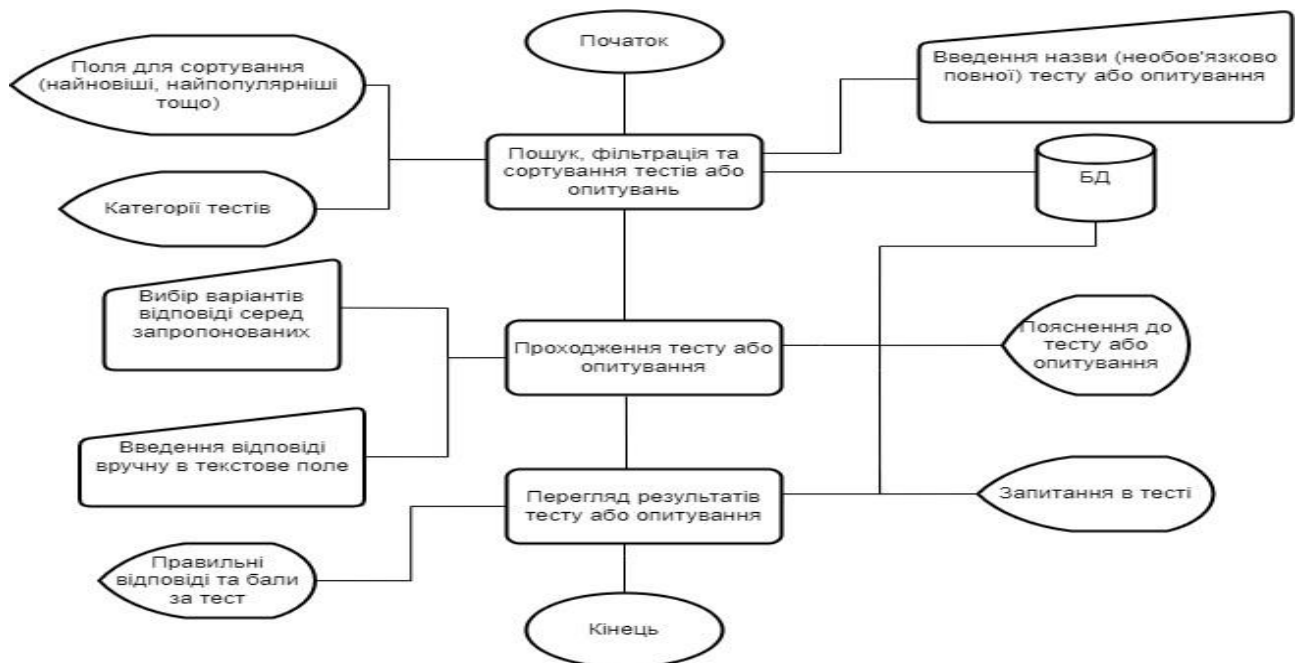 Початок
Поля для сортування
(найновіші, найпопулярніші
тощо)
Введення назви (необов'язково
повної) тесту або опитування
Пошук, фільтрація та
сортування тестів або
опитувань
БД
Категорії тестів
Вибір варіантів
відповіді серед
запропонованих
Проходження тесту або
опитування
Пояснення до
тесту або
опитування
Введення відповіді
вручну в текстове поле
Перегляд результатів
тесту або опитування
Запитання в тесті
Правильні
відповіді та бали
за тест
Кінець